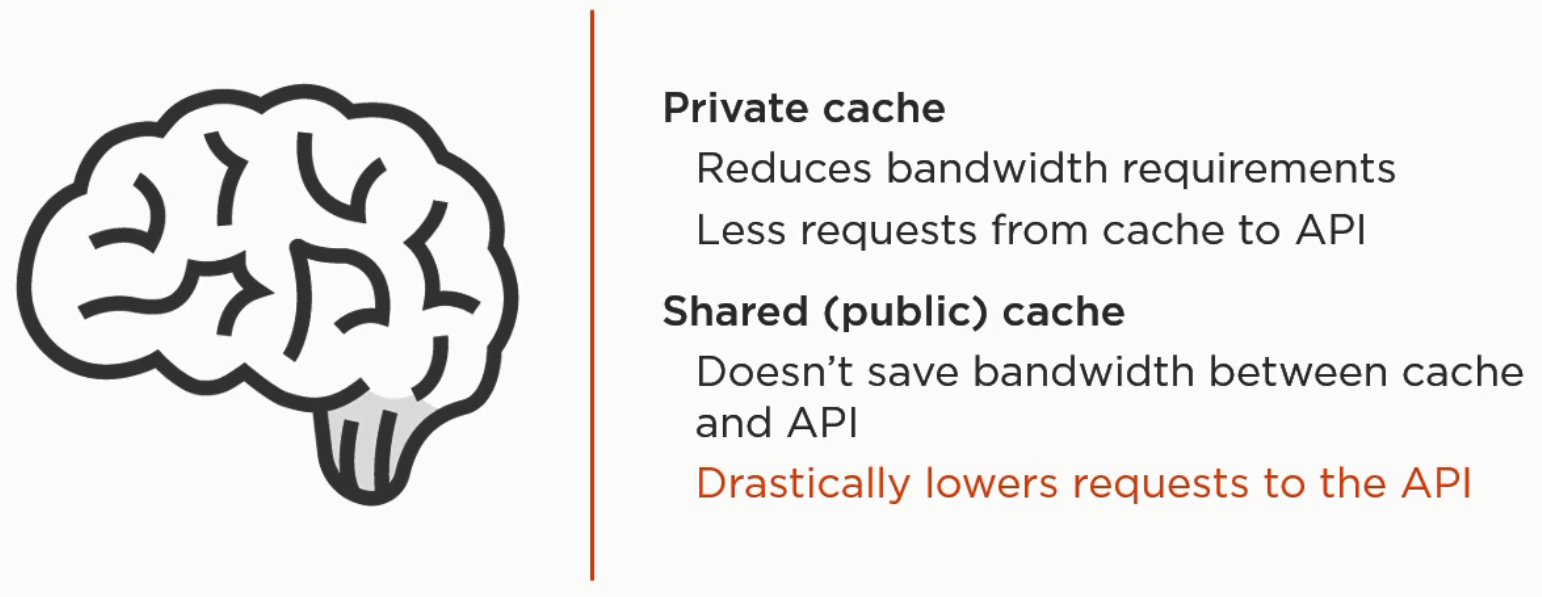 Private cache
Reduces bandwidth requirements
Less requests from cache to API
Shared (public) cache
Doesn’t save bandwidth between cache
and API
Drastically lowers requests to the API